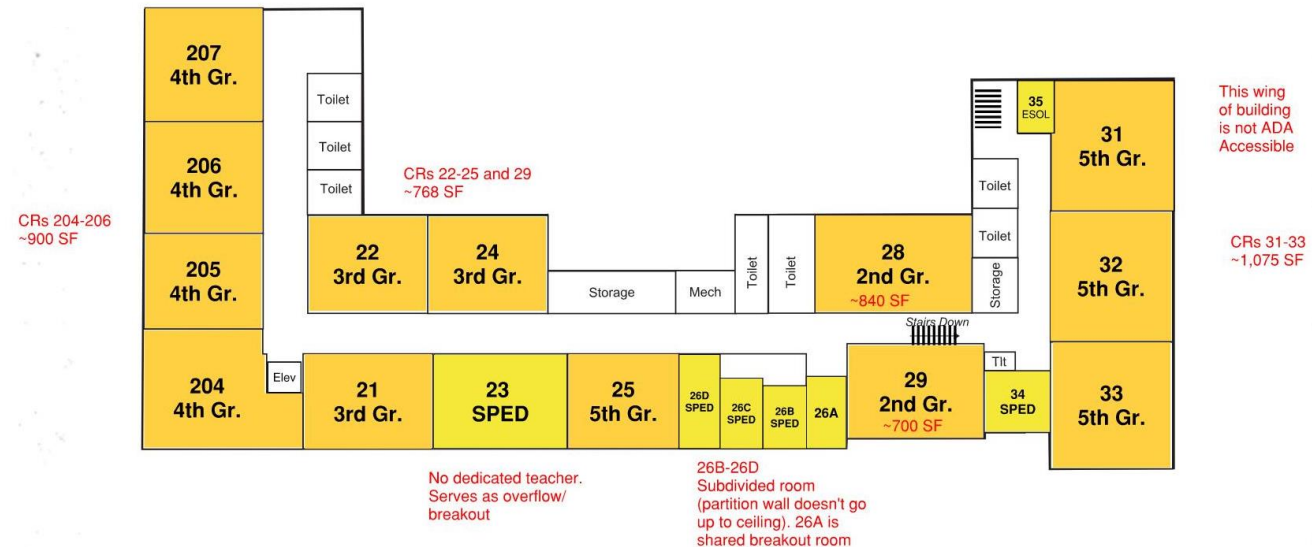 207
4th Gr.
Toilet
35
ESOL
This wing
of building
is not ADA
Accessible
31
5th Gr.
206
4th Gr.
Toilet
Toilet
CRs 22-25 and 29
~768 SF
Toilet
CRs 204-206
~900 SF
22
3rd Gr.
24
3rd Gr.
Toilet
Toilet
28
2nd Gr.
~840 SF
Toilet
32
5th Gr.
CRs 31-33
~1,075 SF
205
4th Gr.
Storage
Mech
Storage
Stairs Down
204
4th Gr.
Elev
21
3rd Gr.
23
SPED
25
5th Gr.
26D
SPED
26C
SPED
26B
SPED
26A
29
2nd Gr.
~700 SF
Tlt
34
SPED
33
5th Gr.
No dedicated teacher.
Serves as overflow/
breakout
26B-26D
Subdivided room
(partition wall doesn't go
up to ceiling). 26A is
shared breakout room